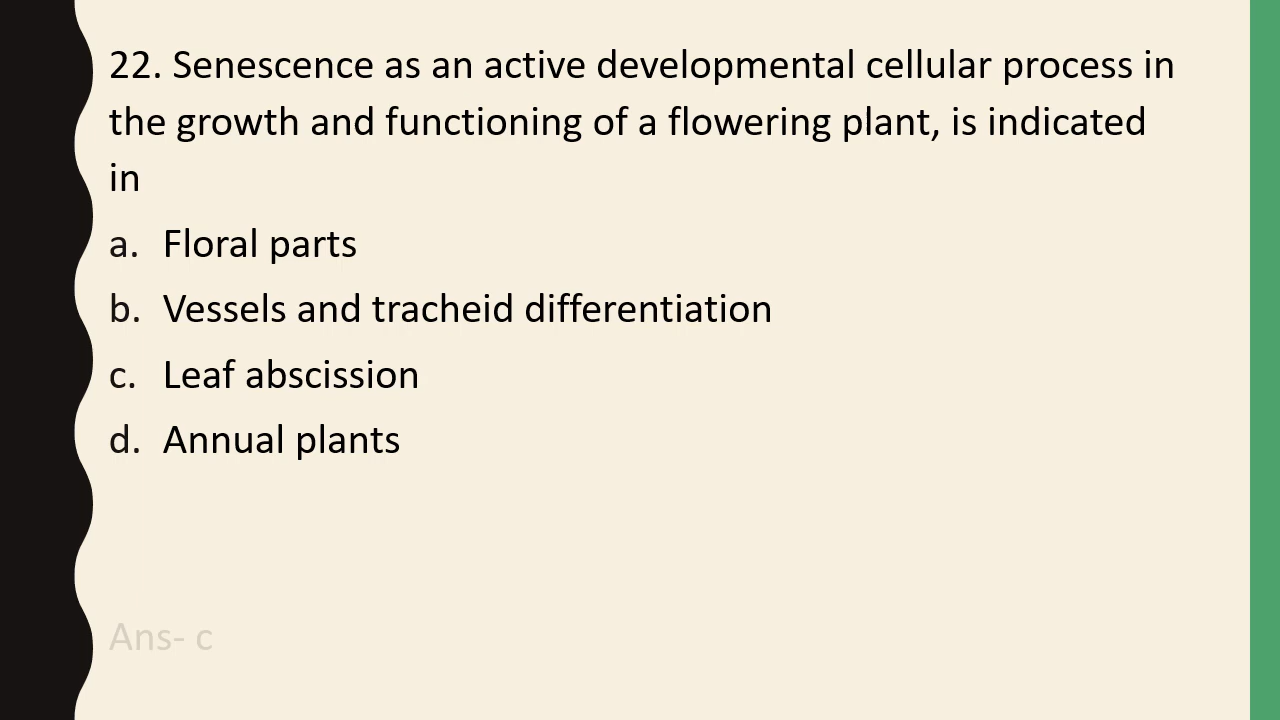 22. Senescence as an active developmental cellular process in
the growth and functioning of a flowering plant, is indicated
in
a. Floral parts
b. Vessels and tracheid differentiation
c. Leaf abscission
d. Annual plants
Ans- c